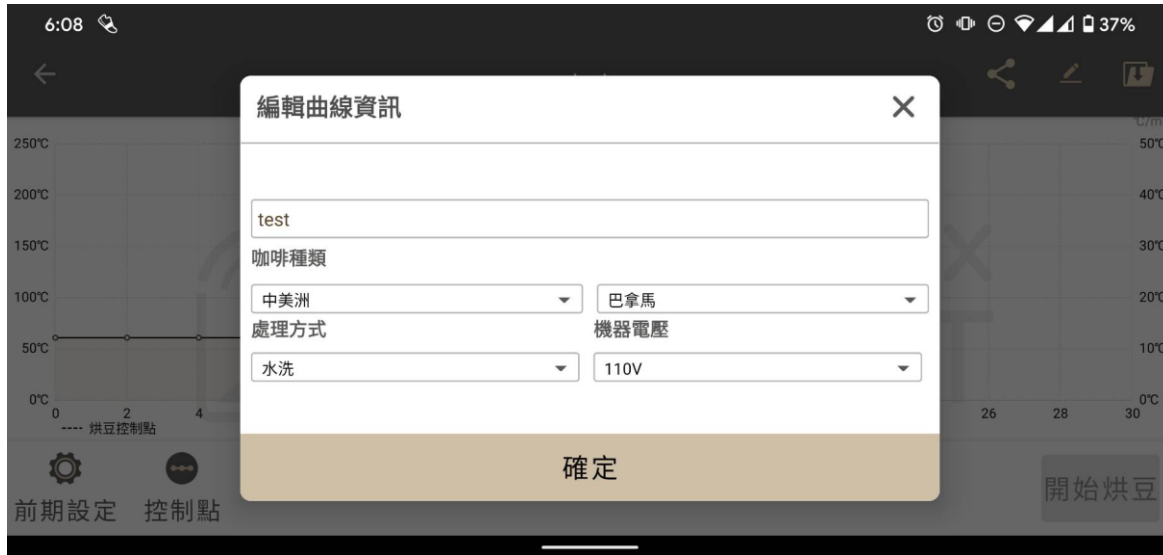 6:08 37%
編輯曲線資訊
℃/m
250℃ 50℃
200℃ 40℃
test
150℃ 30℃
咖啡種類
100℃ 20℃
中美洲 巴拿馬
處理方式 機器電壓
50℃ 10℃
水洗 110V
0℃ 0℃
0 2 4 26 28 30
---- 烘豆控制點
確定
前期設定 控制點 開始烘豆